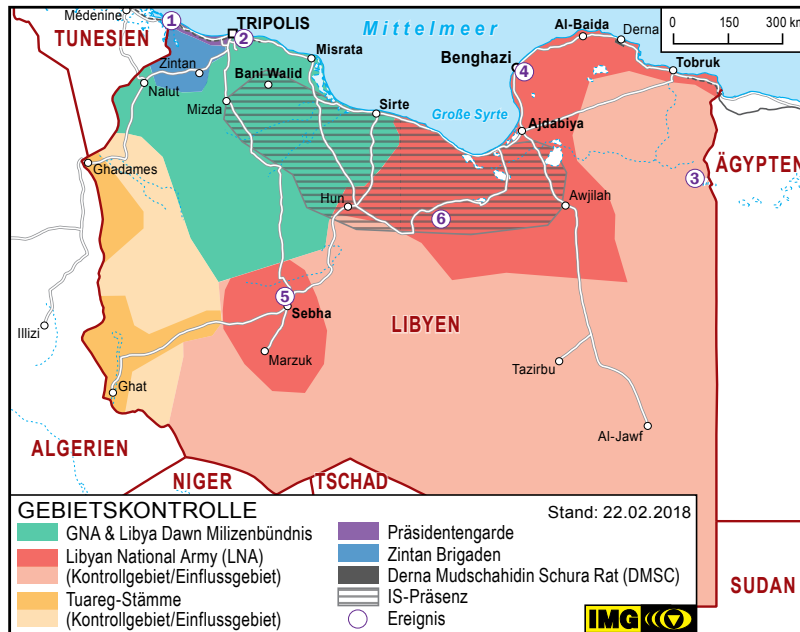 Médenine
1
TRIPOLIS
2
Mittelmeer
Al-Baida
Derna
0 150 300 km
TUNESIEN
Misrata
Benghazi
4
Tobruk
Zintan
Bani Walid
Nalut
Mizda
Sirte
Große Syrte
Ajdabiya
ÄGYPTEN
Ghadames
3
Hun
6
Awjilah
5
Sebha
LIBYEN
Illizi
Marzuk
Tazirbu
Ghat
Al-Jawf
ALGERIEN
NIGER
TSCHAD
GEBIETSKONTROLLE
Stand: 22.02.2018
GNA & Libya Dawn Milizenbündnis
Libyan National Army (LNA)
(Kontrollgebiet/Einflussgebiet)
Tuareg-Stämme
(Kontrollgebiet/Einflussgebiet)
Präsidentengarde
Zintan Brigaden
Derna Mudschahidin Schura Rat (DMSC)
IS-Präsenz
Ereignis
SUDAN
IMG